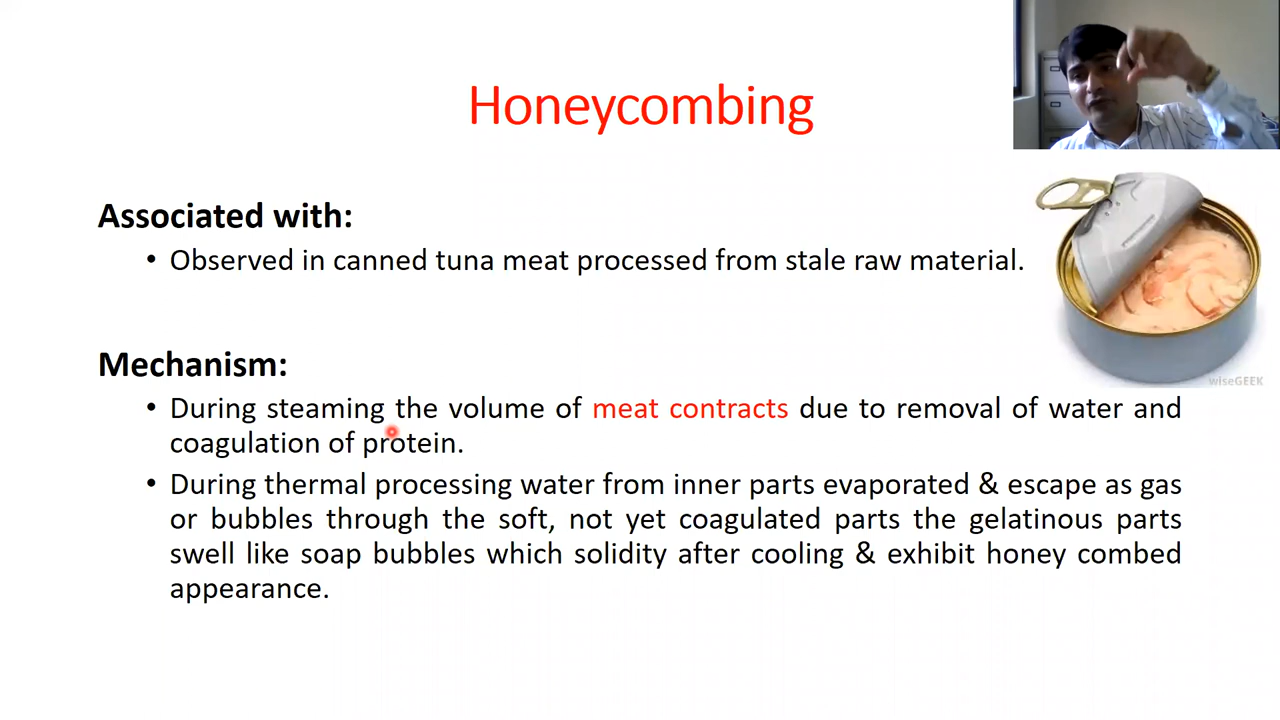 Honeycombing
Associated with:
• Observed in canned tuna meat processed from stale raw material.
wiseGEEK
Mechanism:
• During steaming the volume of meat contracts due to removal of water and
coagulation of protein.
• During thermal processing water from inner parts evaporated & escape as gas
or bubbles through the soft, not yet coagulated parts the gelatinous parts
swell like soap bubbles which solidity after cooling & exhibit honey combed
appearance.